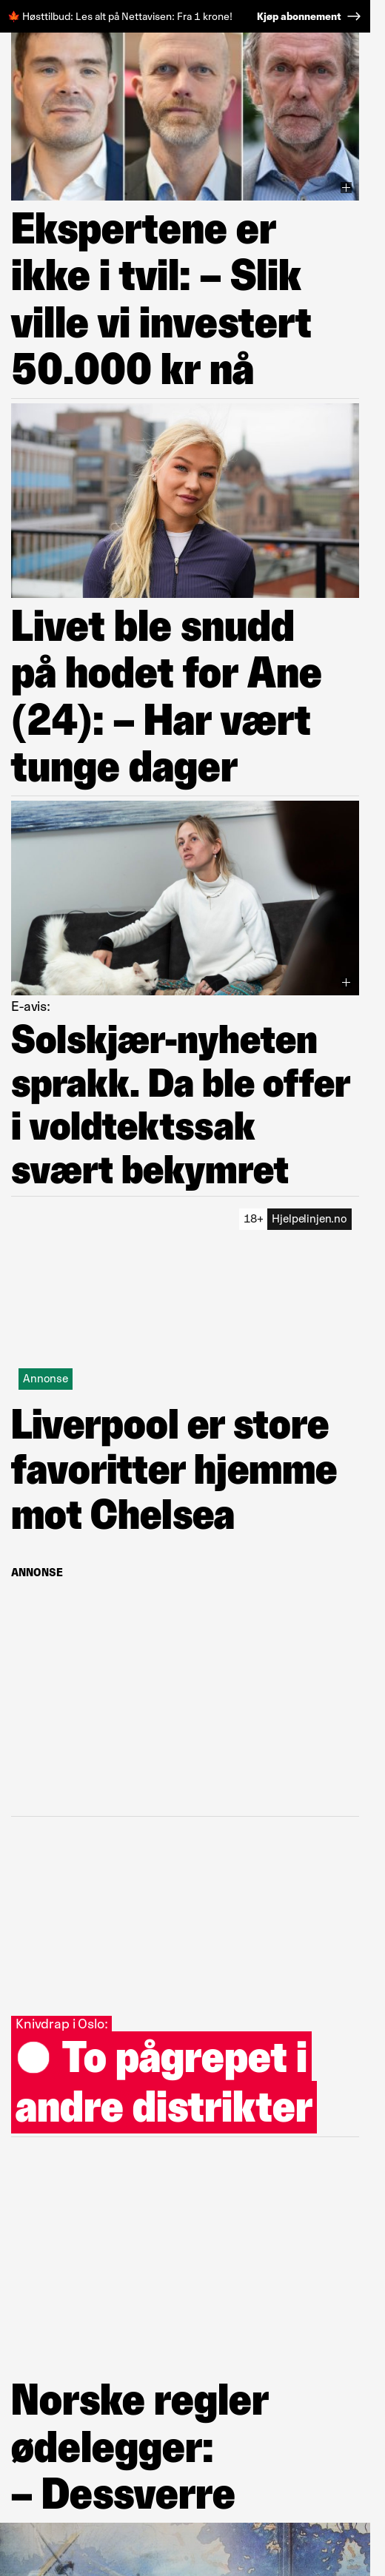 🍁 Høsttilbud: Les alt på Nettavisen: Fra 1 krone! Kjøp abonnement →
Ekspertene er
ikke i tvil: – Slik
ville vi investert
50.000 kr nå
Livet ble snudd
på hodet for Ane
(24): – Har vært
tunge dager
E-avis:
Solskjær-nyheten
sprakk. Da ble offer
i voldtektssak
svært bekymret
18+ Hjelpelinjen.no
Annonse
Liverpool er store
favoritter hjemme
mot Chelsea
ANNONSE
Knivdrap i Oslo:
● To pågrepet i
andre distrikter
Norske regler
ødelegger:
– Dessverre